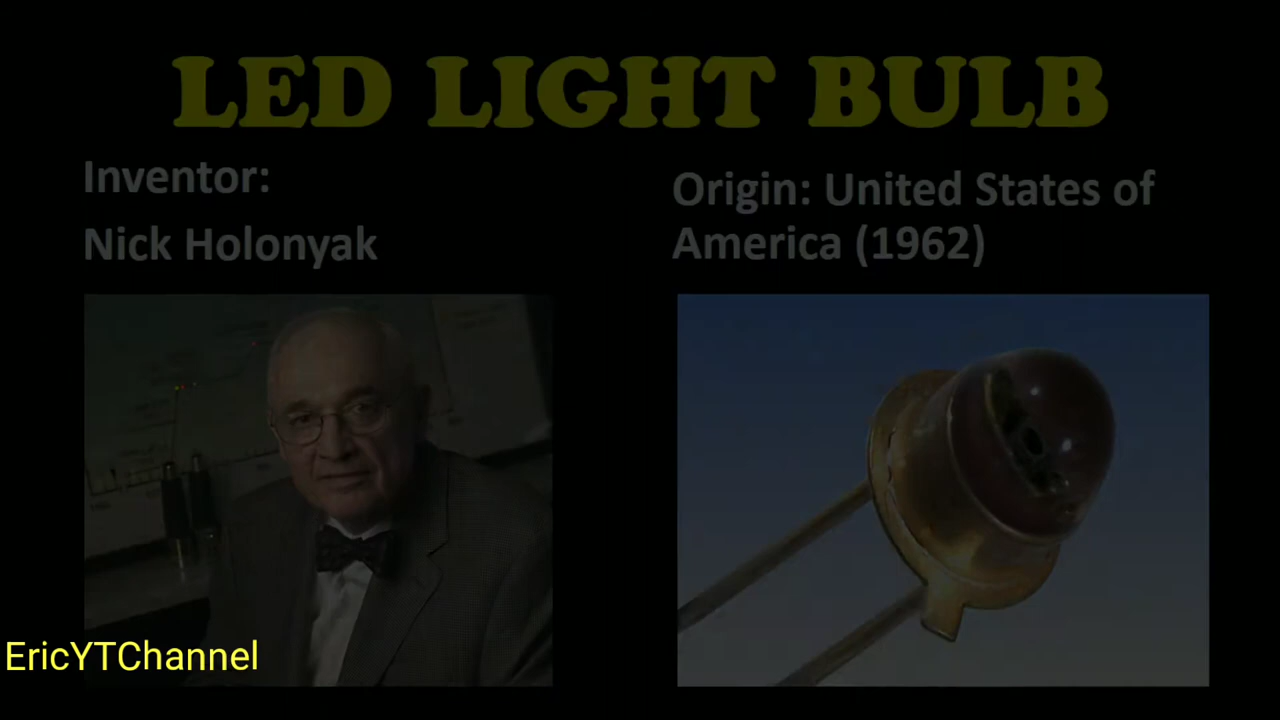 LED LIGHT BULB
Inventor:
Nick Holonyak
Origin: United States of
America (1962)
EricYTChannel